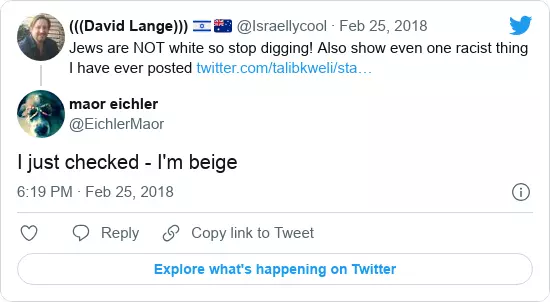 (((David Lange))) 🇮🇱 🇦🇺 @Israellycool · Feb 25, 2018
Jews are NOT white so stop digging! Also show even one racist thing
I have ever posted twitter.com/talibkweli/sta…
maor eichler
@EichlerMaor
I just checked - I'm beige
6:19 PM · Feb 25, 2018
Reply
Copy link to Tweet
Explore what's happening on Twitter